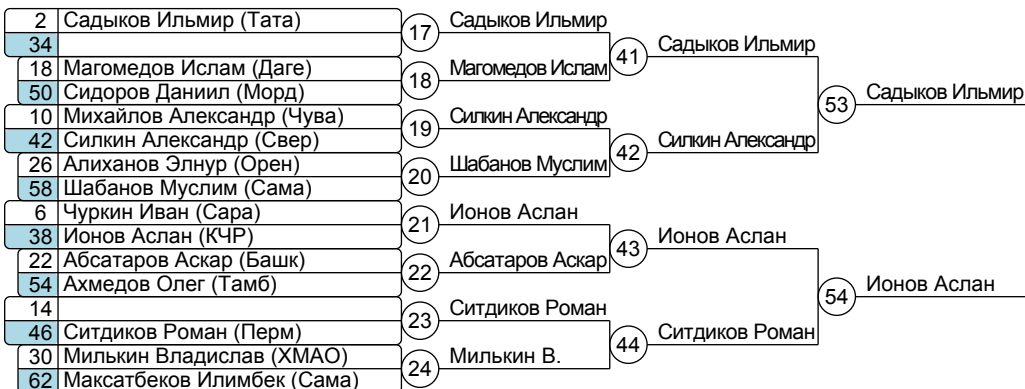 2 Садыков Ильмир (Тата)
34
18 Магомедов Ислам (Даге)
50 Сидоров Даниил (Морд)
10 Михайлов Александр (Чува)
42 Силкин Александр (Свер)
26 Алиханов Элнур (Орен)
58 Шабанов Муслим (Сама)
6 Чуркин Иван (Сара)
38 Ионов Аслан (КЧР)
22 Абсатаров Аскар (Башк)
54 Ахмедов Олег (Тамб)
14
46 Ситдиков Роман (Перм)
30 Милькин Владислав (ХМАО)
62 Максатбеков Илимбек (Сама)
17 Садыков Ильмир
18 Магомедов Ислам
19 Силкин Александр
20 Шабанов Муслим
21 Ионов Аслан
22 Абсатаров Аскар
23 Ситдиков Роман
24 Милькин В.
41 Садыков Ильмир
42 Силкин Александр
43 Ионов Аслан
44 Ситдиков Роман
53 Садыков Ильмир
54 Ионов Аслан